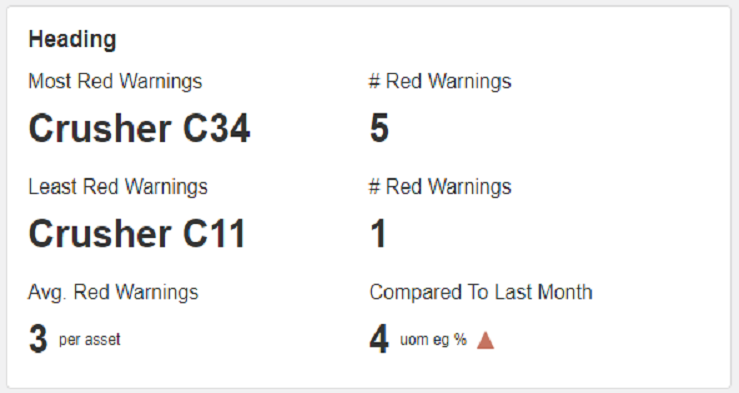 Heading
Most Red Warnings # Red Warnings
Crusher C34 5
Least Red Warnings # Red Warnings
Crusher C11 1
Avg. Red Warnings Compared To Last Month
3 per asset 4 uom eg %